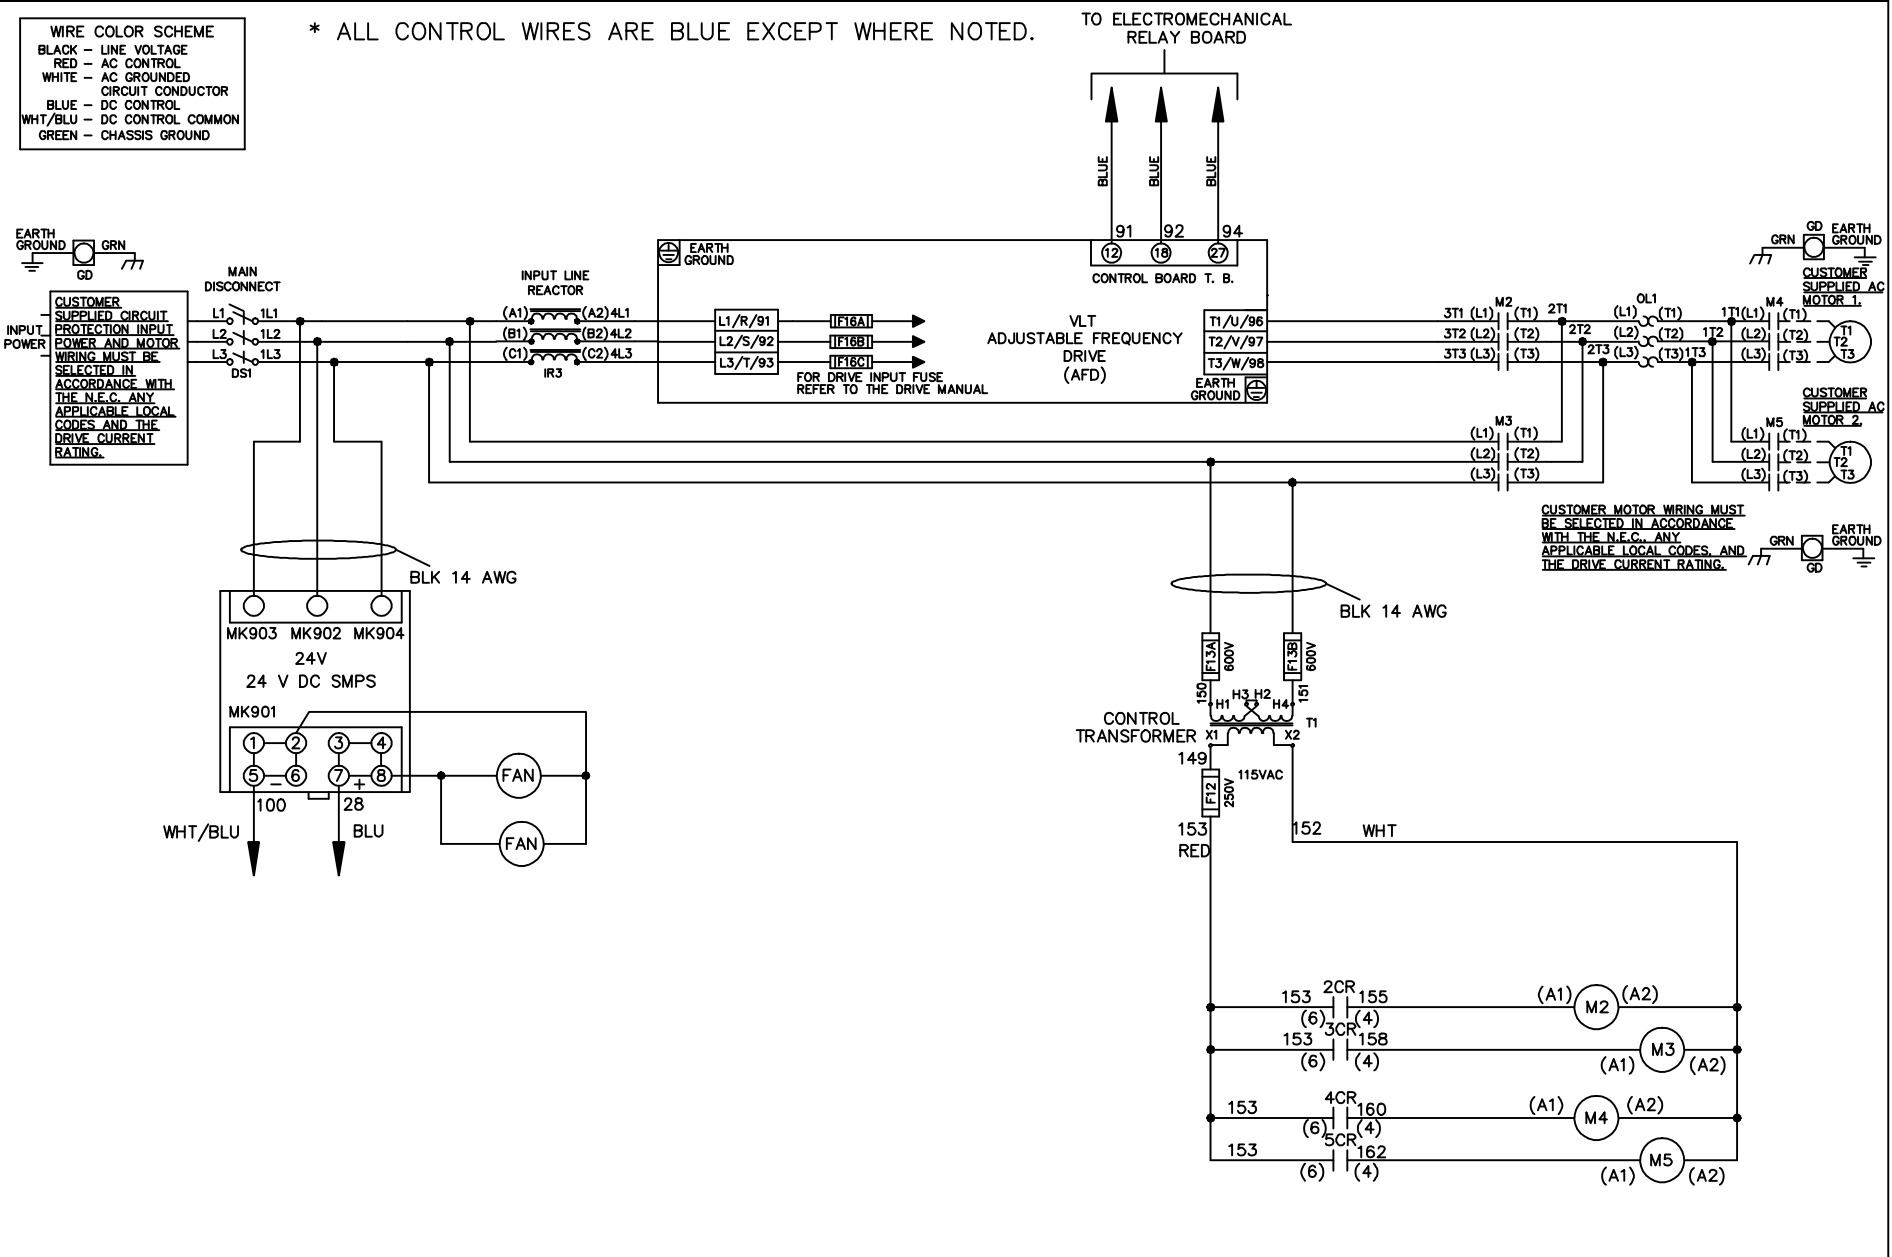 WIRE COLOR SCHEME
BLACK – LINE VOLTAGE
RED – AC CONTROL
WHITE – AC GROUNDED
CIRCUIT CONDUCTOR
BLUE – DC CONTROL
WHT/BLU – DC CONTROL COMMON
GREEN – CHASSIS GROUND
* ALL CONTROL WIRES ARE BLUE EXCEPT WHERE NOTED.
TO ELECTROMECHANICAL
RELAY BOARD
BLUE
BLUE
BLUE
91 92 94
12 18 27
CONTROL BOARD T. B.
EARTH
GROUND
GRN
GD
INPUT
POWER
CUSTOMER
SUPPLIED CIRCUIT
PROTECTION INPUT
POWER AND MOTOR
WIRING MUST BE
SELECTED IN
ACCORDANCE WITH
THE N.E.C. ANY
APPLICABLE LOCAL
CODES AND THE
DRIVE CURRENT
RATING.
MAIN
DISCONNECT
L1 1L1
L2 1L2
L3 1L3
DS1
INPUT LINE
REACTOR
(A1) (A2) 4L1
(B1) (B2) 4L2
(C1) (C2) 4L3
IR3
EARTH
GROUND
L1/R/91
L2/S/92
L3/T/93
F16A
F16B
F16C
FOR DRIVE INPUT FUSE
REFER TO THE DRIVE MANUAL
VLT
ADJUSTABLE FREQUENCY
DRIVE
(AFD)
T1/U/96
T2/V/97
T3/W/98
EARTH
GROUND
M2
3T1 (L1) (T1) 2T1
3T2 (L2) (T2) 2T2
3T3 (L3) (T3) 2T3
OL1
(L1) (T1) 1T1
(L2) (T2) 1T2
(L3) (T3) 1T3
M4
(L1) (T1)
(L2) (T2)
(L3) (T3)
T1
T2
T3
GRN
GD
EARTH
GROUND
CUSTOMER
SUPPLIED AC
MOTOR 1.
M3
(L1) (T1)
(L2) (T2)
(L3) (T3)
CUSTOMER
SUPPLIED AC
MOTOR 2.
M5
(L1) (T1)
(L2) (T2)
(L3) (T3)
T1
T2
T3
CUSTOMER MOTOR WIRING MUST
BE SELECTED IN ACCORDANCE
WITH THE N.E.C., ANY
APPLICABLE LOCAL CODES, AND
THE DRIVE CURRENT RATING.
GRN
GD
EARTH
GROUND
BLK 14 AWG
MK903 MK902 MK904
24V
24 V DC SMPS
MK901
1 2 3 4
5 – 6 7 + 8
100 28
WHT/BLU
BLU
FAN
FAN
BLK 14 AWG
F13A
600V
F13B
600V
150
151
H1 H3 H2 H4
T1
CONTROL
TRANSFORMER
X1 X2
149
115VAC
F12
250V
153
RED
152
WHT
153 2CR 155 (A1) M2 (A2)
(6) (4)
153 3CR 158 M3
(6) (4) (A1) (A2)
153 4CR 160 (A1) M4 (A2)
(6) (4)
153 5CR 162 M5
(6) (4) (A1) (A2)